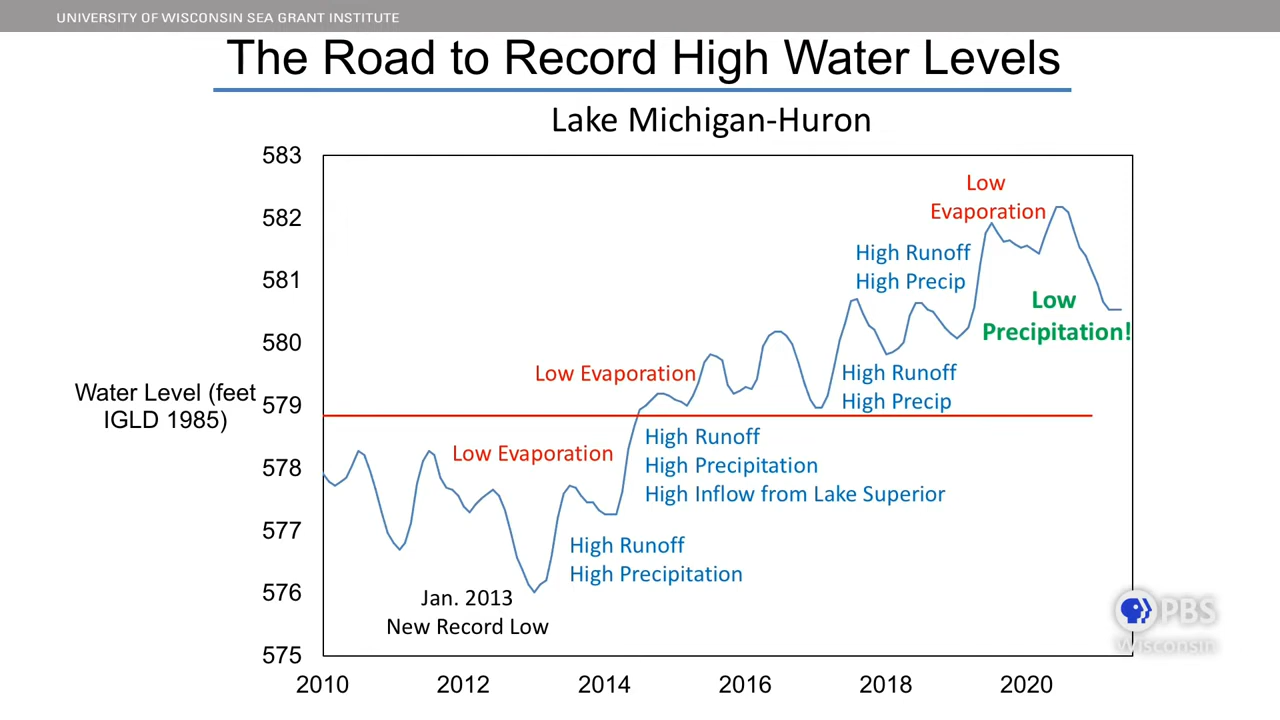 UNIVERSITY OF WISCONSIN SEA GRANT INSTITUTE
The Road to Record High Water Levels
Lake Michigan-Huron
583
582
581
580
579
578
577
576
575
Water Level (feet
IGLD 1985)
Low
Evaporation
High Runoff
High Precip
Low
Precipitation!
Low Evaporation
High Runoff
High Precip
Low Evaporation
High Runoff
High Precipitation
High Inflow from Lake Superior
High Runoff
High Precipitation
Jan. 2013
New Record Low
PBS
Wisconsin
2010
2012
2014
2016
2018
2020